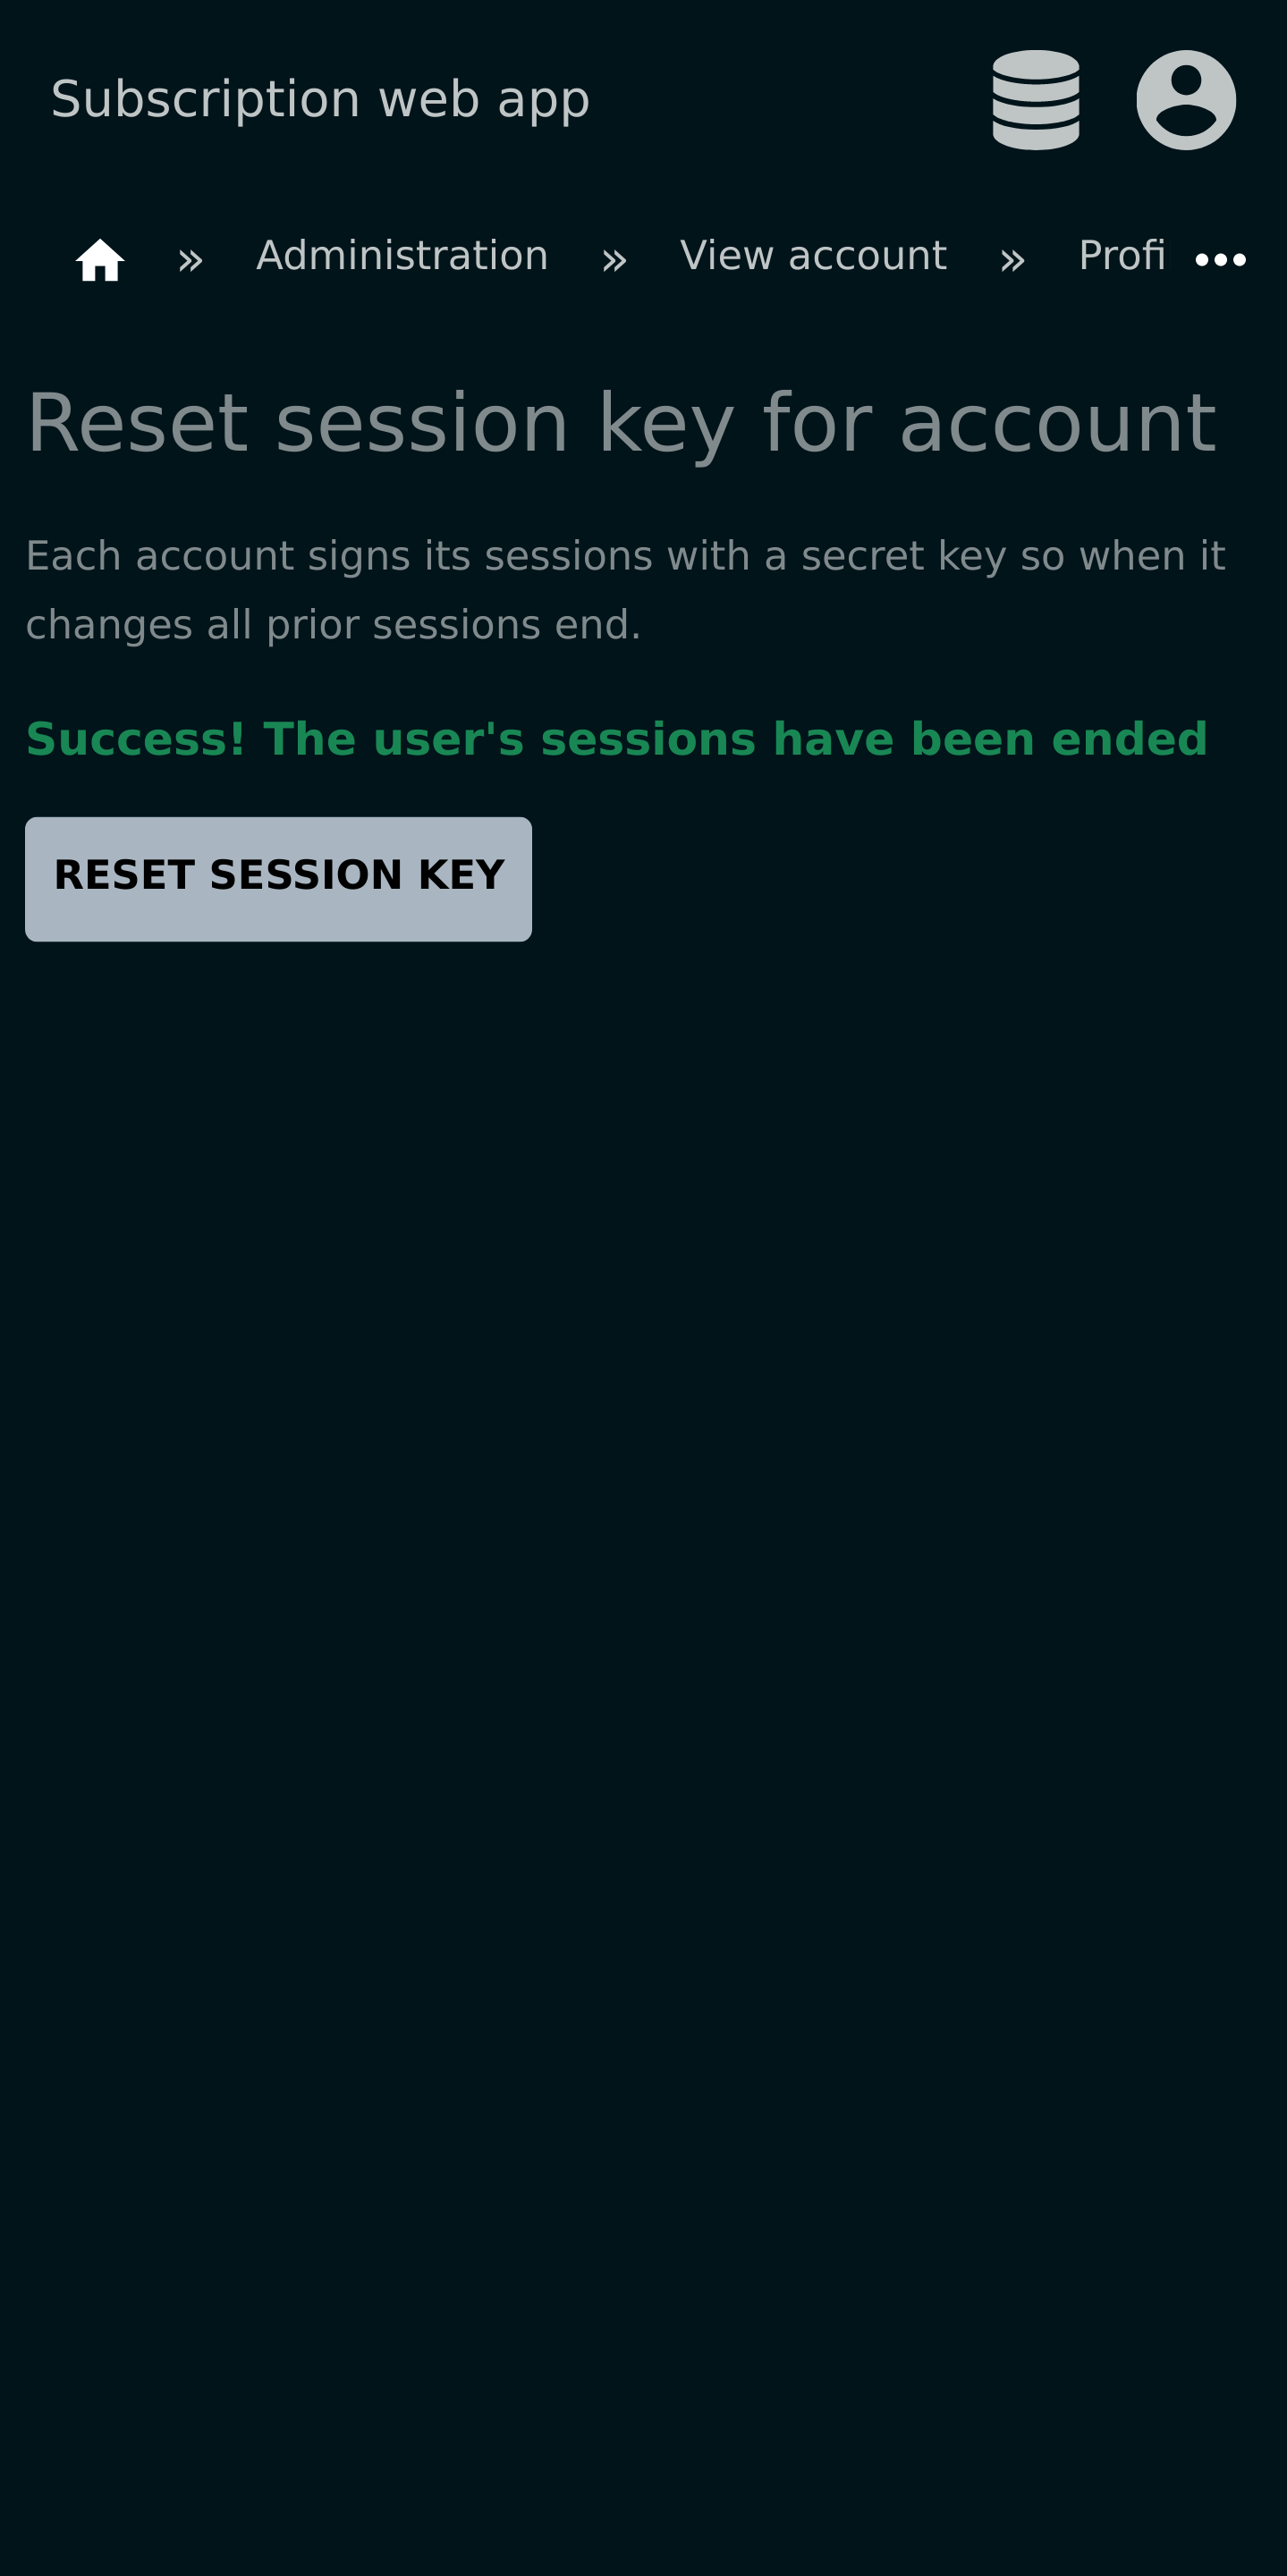 Subscription web app
» Administration » View account » Profi
Reset session key for account
Each account signs its sessions with a secret key so when it
changes all prior sessions end.
Success! The user's sessions have been ended
RESET SESSION KEY